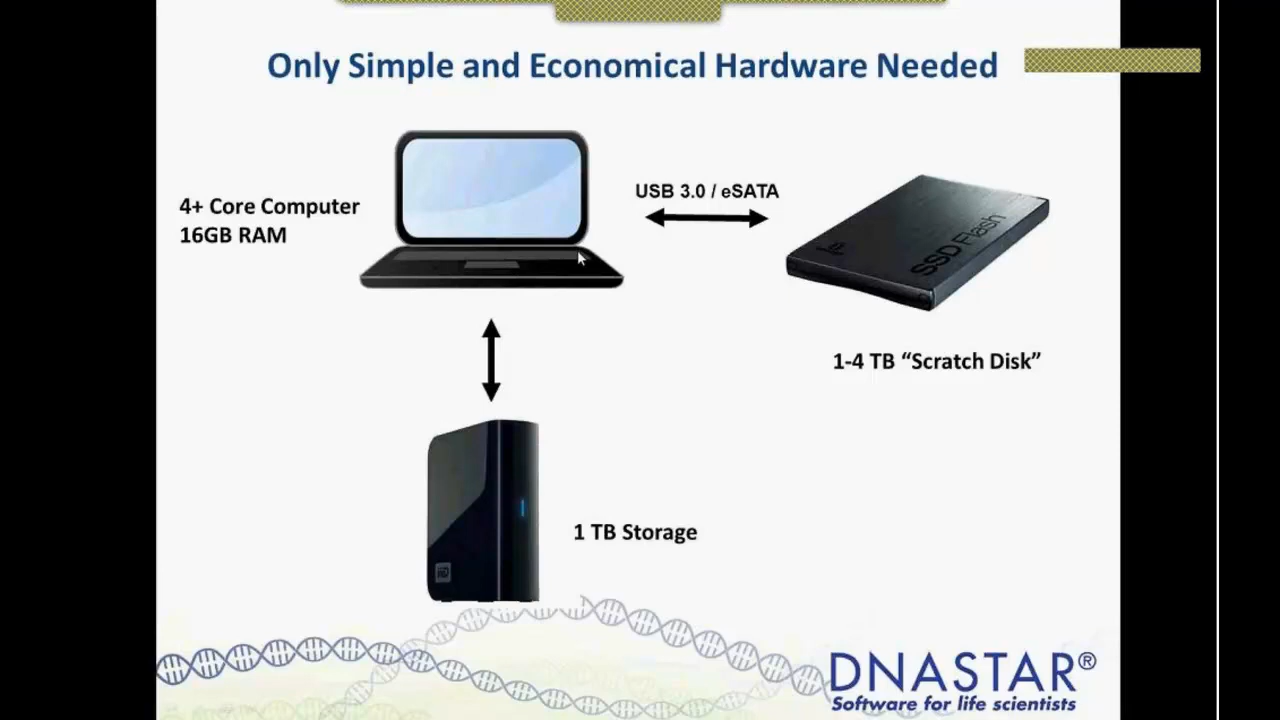 Only Simple and Economical Hardware Needed
4+ Core Computer
16GB RAM
USB 3.0 / eSATA
SSD Flash
1-4 TB “Scratch Disk”
1 TB Storage
DNASTAR®
Software for life scientists